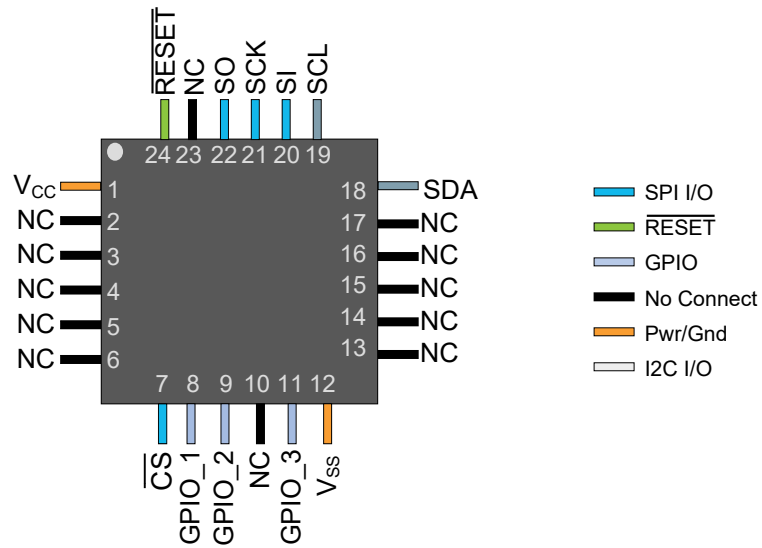 RESET
NC
SO
SCK
SI
SCL
24 23 22 21 20 19
VCC 1
NC 2
NC 3
NC 4
NC 5
NC 6
18 SDA
17 NC
16 NC
15 NC
14 NC
13 NC
7 8 9 10 11 12
CS
GPIO_1
GPIO_2
NC
GPIO_3
VSS
SPI I/O
RESET
GPIO
No Connect
Pwr/Gnd
I2C I/O